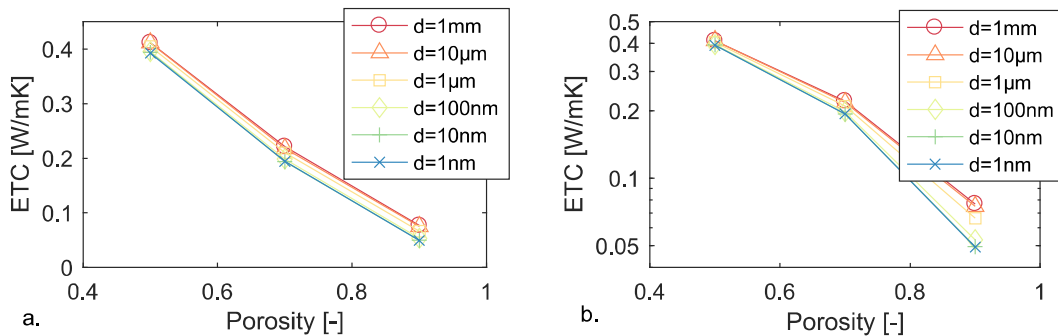 0.4
0.3
0.2
0.1
0
ETC [W/mK]
0.4
0.6
0.8
1
Porosity [-]
a.
d=1mm
d=10µm
d=1µm
d=100nm
d=10nm
d=1nm
0.5
0.4
0.3
0.2
0.1
0.05
ETC [W/mK]
0.4
0.6
0.8
1
Porosity [-]
b.
d=1mm
d=10µm
d=1µm
d=100nm
d=10nm
d=1nm